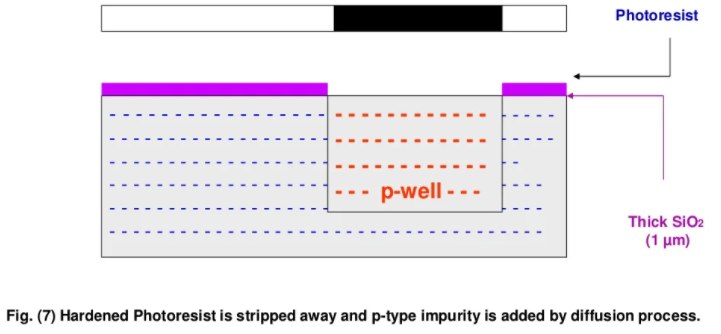 Photoresist
p-well
Thick SiO₂
(1 µm)
Fig. (7) Hardened Photoresist is stripped away and p-type impurity is added by diffusion process.